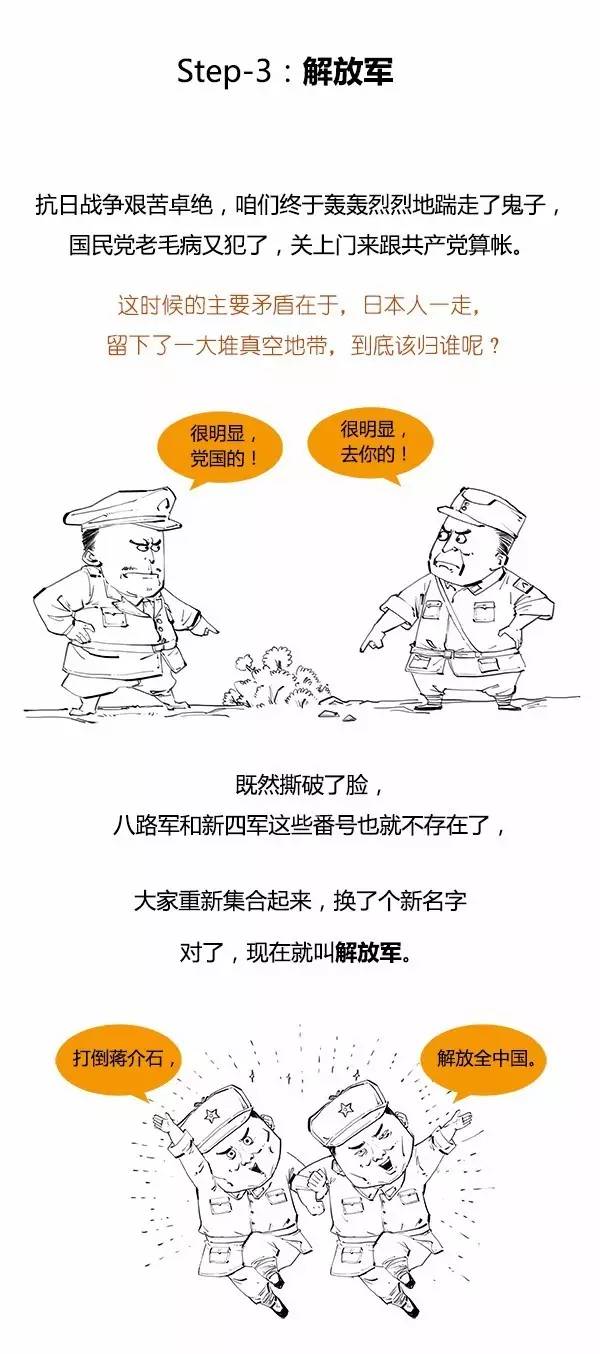 Step-3：解放军
抗日战争艰苦卓绝，咱们终于轰轰烈烈地踹走了鬼子，
国民党老毛病又犯了，关上门来跟共产党算帐。
这时候的主要矛盾在于，日本人一走，
留下了一大堆真空地带，到底该归谁呢？
很明显，
党国的！
很明显，
去你的！
既然撕破了脸，
八路军和新四军这些番号也就不存在了，
大家重新集合起来，换了个新名字
对了，现在就叫解放军。
打倒蒋介石，
解放全中国。